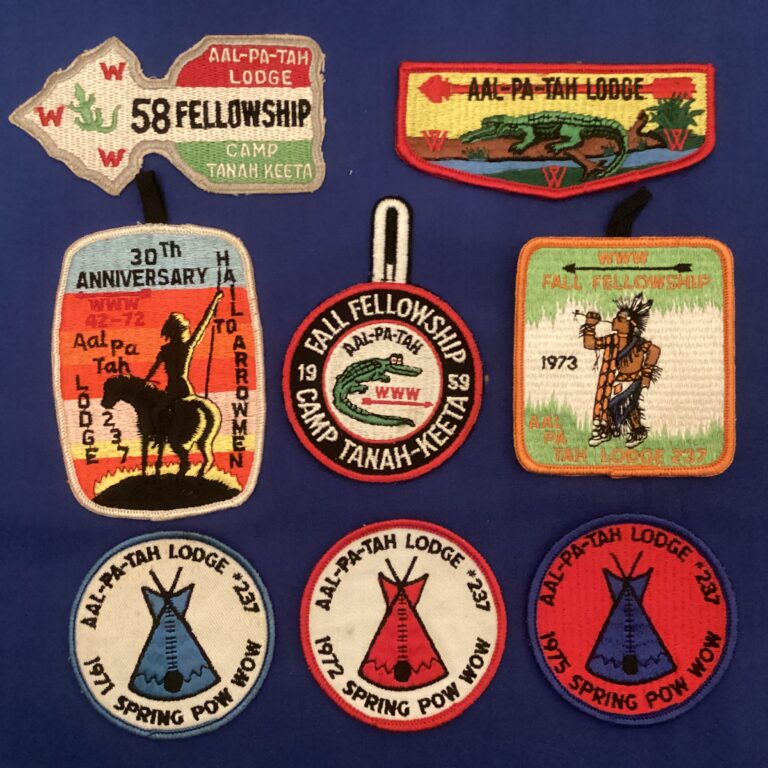 AAL-PA-TAH
LODGE
W
W
W
58 FELLOWSHIP
CAMP
TANAH KEETA
AAL-PA-TAH LODGE
W
W
W
30Th
ANNIVERSARY
WWW
42-72
Aal pa
Tah
LODGE
237
HAIL TO ARROWMEN
FALL FELLOWSHIP
AAL-PA-TAH
19
59
WWW
CAMP TANAH-KEETA
WWW
FALL FELLOWSHIP
1973
AAL
PA
TAH LODGE 237
AAL-PA-TAH LODGE #237
1971 SPRING POW WOW
AAL-PA-TAH LODGE #237
1972 SPRING POW WOW
AAL-PA-TAH LODGE #237
1975 SPRING POW WOW